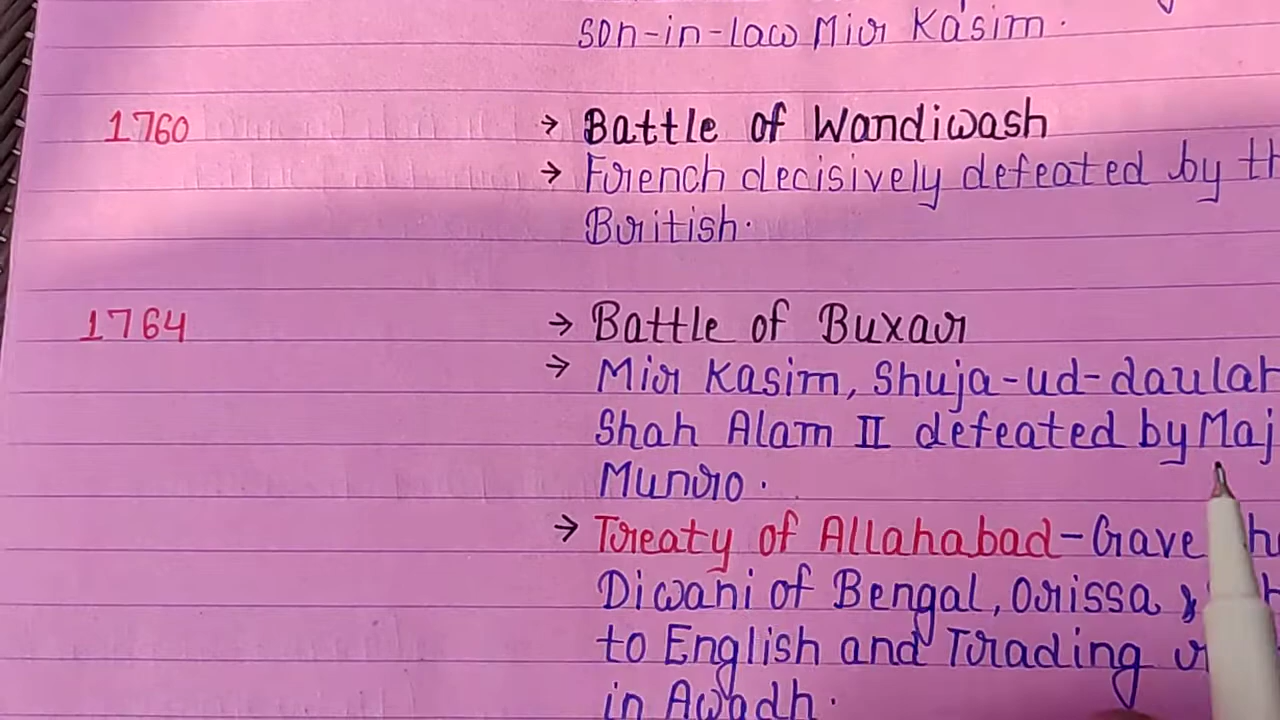 son-in-law Mir Kasim.
1760 → Battle of Wandiwash
→ French decisively defeated by th
British.
1764 → Battle of Buxar
→ Mir Kasim, Shuja-ud-daulah
Shah Alam II defeated by Maj
Munro.
→ Treaty of Allahabad-Gave
Diwani of Bengal, Orissa &
to English and Trading
in Awadh.